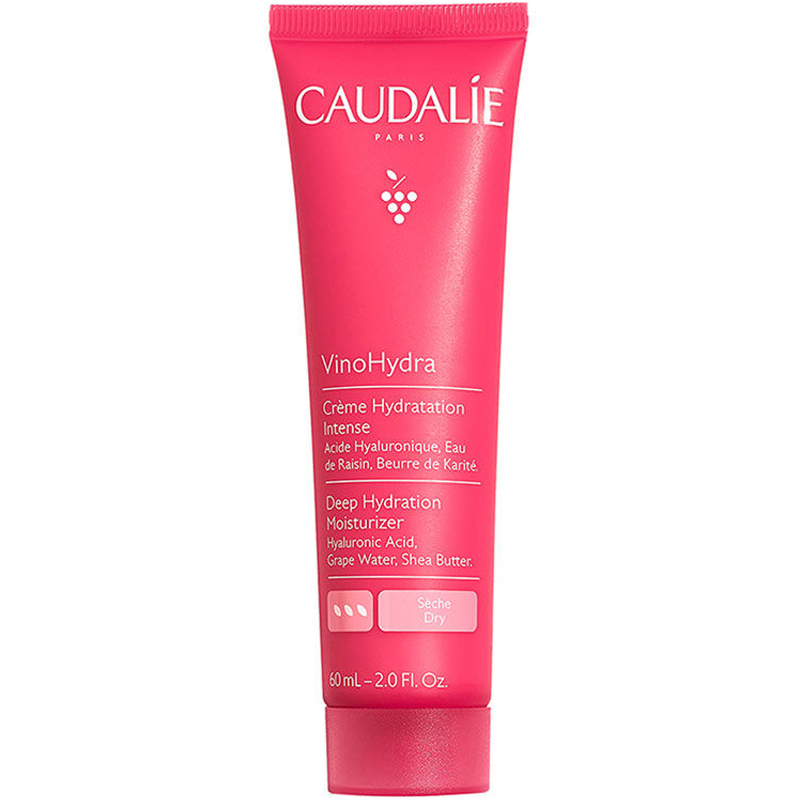 CAUDALÍE
PARIS
VinoHydra
Crème Hydratation
Intense
Acide Hyaluronique, Eau
de Raisin, Beurre de Karité.
Deep Hydration
Moisturizer
Hyaluronic Acid,
Grape Water, Shea Butter.
Sèche
Dry
60 mL – 2.0 Fl. Oz.